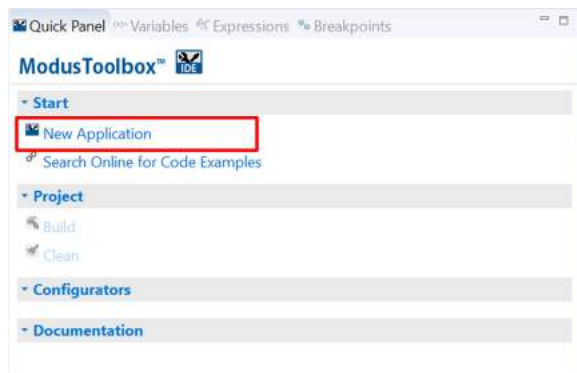 Quick Panel Variables Expressions Breakpoints
ModusToolbox™ IDE
Start
New Application
Search Online for Code Examples
Project
Build
Clean
Configurators
Documentation